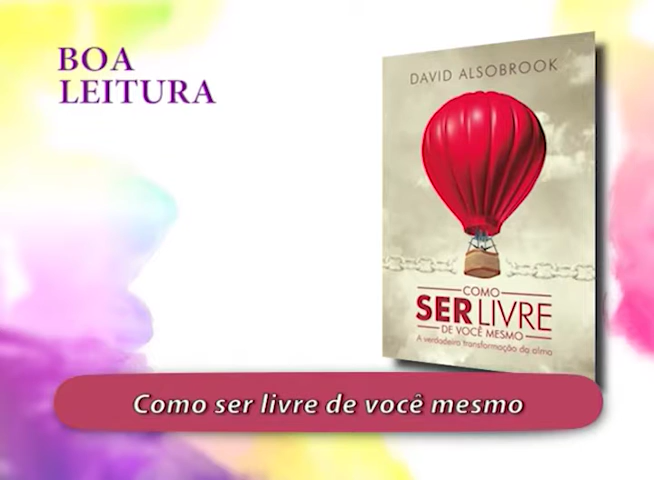 BOA
LEITURA
DAVID ALSOBROOK
COMO
SER LIVRE
DE VOCÊ MESMO
A verdadeira transformação da alma
Como ser livre de você mesmo